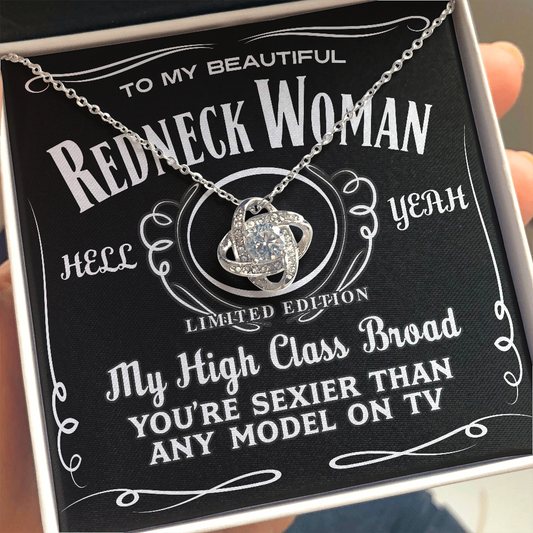 TO MY BEAUTIFUL
REDNECK WOMAN
HELL YEAH
LIMITED EDITION
My High Class Broad
YOU'RE SEXIER THAN
ANY MODEL ON TV